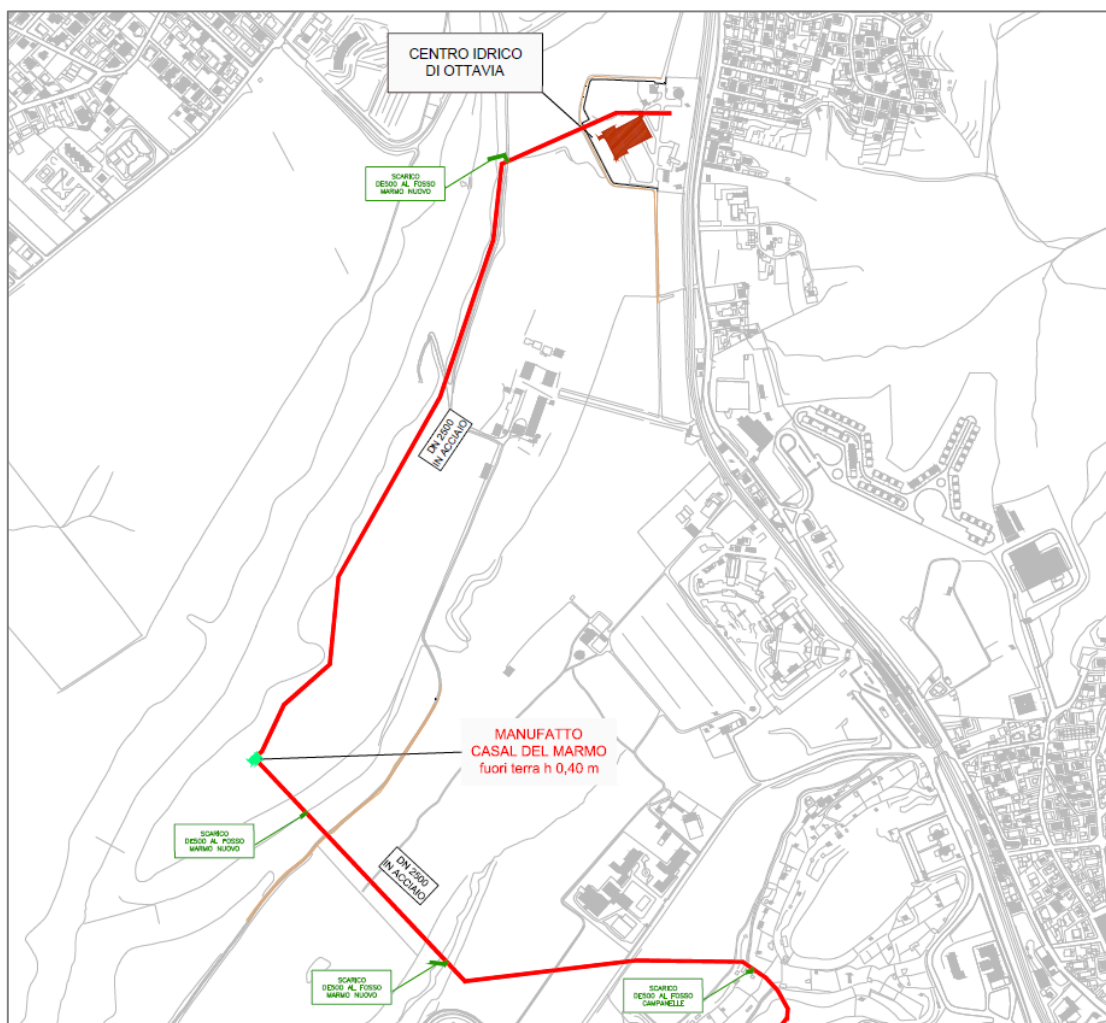 CENTRO IDRICO
DI OTTAVIA
SCARICO
DE500 AL FOSSO
MARMO NUOVO
DN 2500
IN ACCIAIO
MANUFATTO
CASAL DEL MARMO
fuori terra h 0,40 m
SCARICO
DE500 AL FOSSO
MARMO NUOVO
DN 2500
IN ACCIAIO
SCARICO
DE500 AL FOSSO
MARMO NUOVO
SCARICO
DE500 AL FOSSO
CAMPANELLE